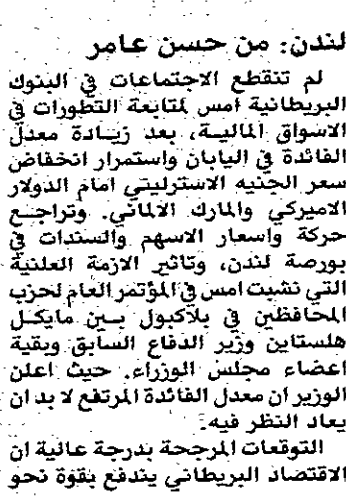 لندن: من حسن عامر
لم تنقطع الاجتماعات في البنوك
البريطانية امس لمتابعة التطورات في
الاسواق المالية، بعد زيادة معدل
الفائدة في اليابان واستمرار انخفاض
سعر الجنيه الاسترليني امام الدولار
الاميركي والمارك الالماني. وتراجع
حركة واسعار الاسهم والسندات في
بورصة لندن، وتاثير الازمة العلنية
التي نشبت امس في المؤتمر العام لحزب
المحافظين في بلاكبول بين مايكل
هلستاين وزير الدفاع السابق وبقية
اعضاء مجلس الوزراء. حيث اعلن
الوزير ان معدل الفائدة المرتفع لا بد ان
يعاد النظر فيه.
التوقعات المرجحة بدرجة عالية ان
الاقتصاد البريطاني يندفع بقوة نحو